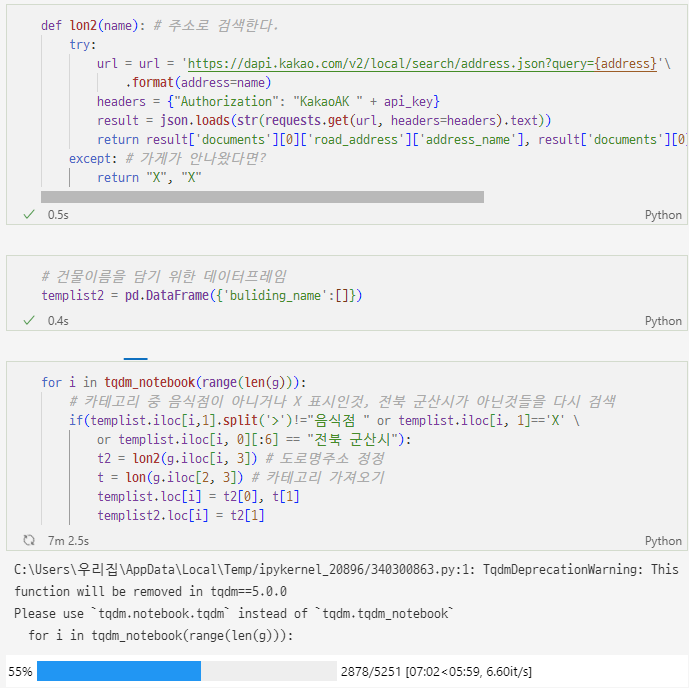 def lon2(name): # 주소로 검색한다.
try:
url = url = 'https://dapi.kakao.com/v2/local/search/address.json?query={address}'\
.format(address=name)
headers = {"Authorization": "KakaoAK " + api_key}
result = json.loads(str(requests.get(url, headers=headers).text))
return result['documents'][0]['road_address']['address_name'], result['documents'][0]
except: # 가게가 안나왔다면?
return "X", "X"
0.5s Python
# 건물이름을 담기 위한 데이터프레임
templist2 = pd.DataFrame({'buliding_name':[]})
0.4s Python
for i in tqdm_notebook(range(len(g))):
# 카테고리 중 음식점이 아니거나 X 표시인것, 전북 군산시가 아닌것들을 다시 검색
if(templist.iloc[i,1].split('>')!="음식점 " or templist.iloc[i, 1]=='X' \
or templist.iloc[i, 0][:6] == "전북 군산시"):
t2 = lon2(g.iloc[i, 3]) # 도로명주소 정정
t = lon(g.iloc[2, 3]) # 카테고리 가져오기
templist.loc[i] = t2[0], t[1]
templist2.loc[i] = t2[1]
7m 2.5s Python
C:\Users\우리집\AppData\Local\Temp/ipykernel_20896/340300863.py:1: TqdmDeprecationWarning: This
function will be removed in tqdm==5.0.0
Please use `tqdm.notebook.tqdm` instead of `tqdm.tqdm_notebook`
for i in tqdm_notebook(range(len(g))):
55% 2878/5251 [07:02<05:59, 6.60it/s]